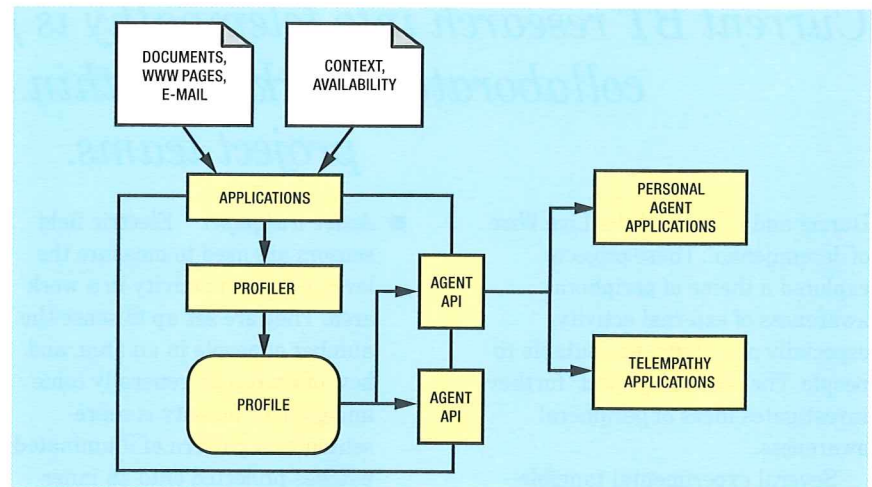 DOCUMENTS,
WWW PAGES,
E-MAIL
CONTEXT,
AVAILABILITY
APPLICATIONS
PROFILER
PROFILE
AGENT
API
AGENT
API
PERSONAL
AGENT
APPLICATIONS
TELEMPATHY
APPLICATIONS